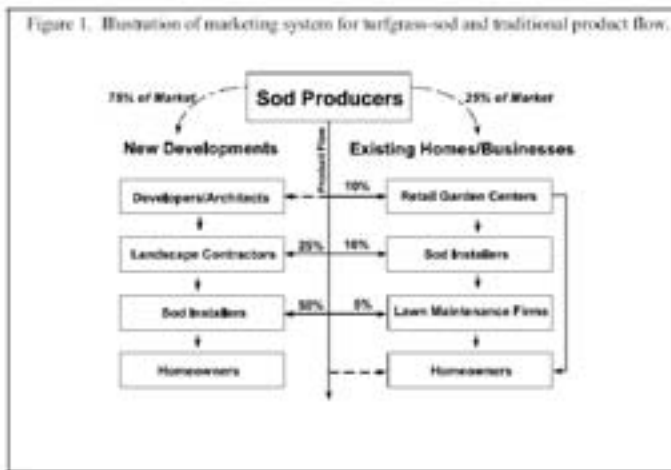 Figure 1. Illustration of marketing system for turfgrass-sod and traditional product flow.
75% of Market
Sod Producers
25% of Market
New Developments
Product Flow
Existing Homes/Businesses
Developers/Architects
10%
Retail Garden Centers
Landscape Contractors
25%
10%
Sod Installers
Sod Installers
50%
5%
Lawn Maintenance Firms
Homeowners
Homeowners